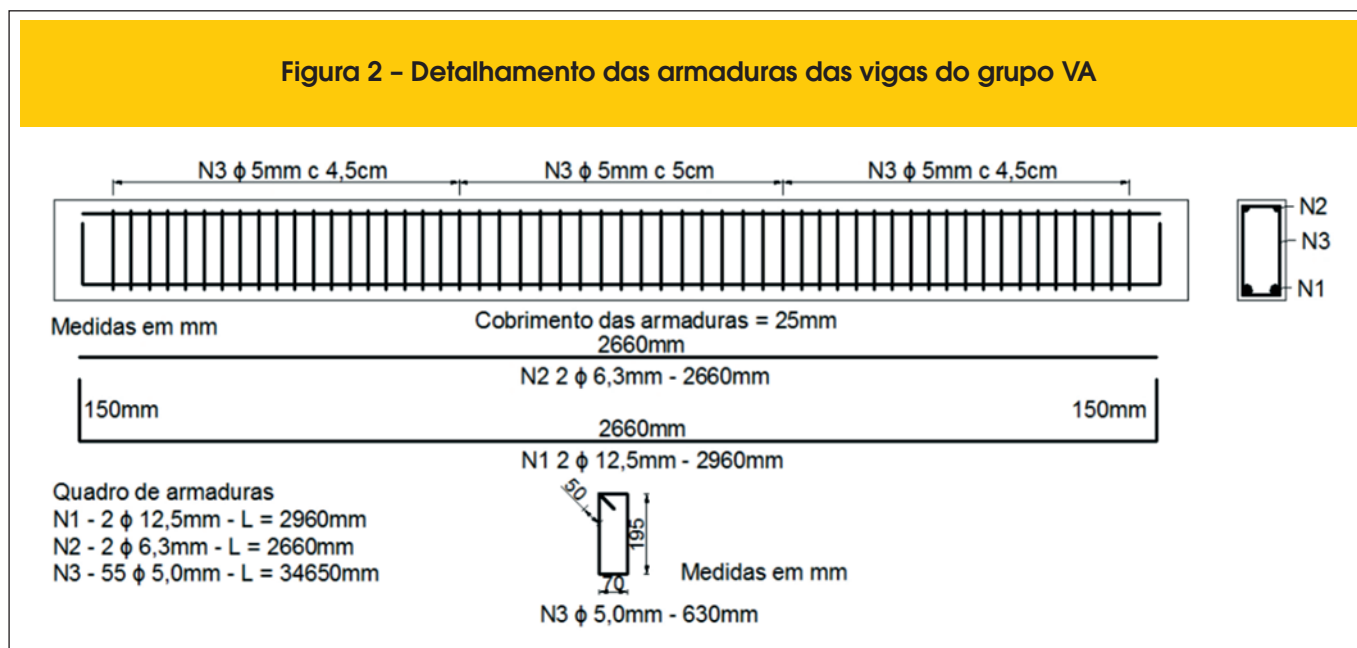 Figura 2 – Detalhamento das armaduras das vigas do grupo VA
N3 ϕ 5mm c 4,5cm N3 ϕ 5mm c 5cm N3 ϕ 5mm c 4,5cm
N2
N3
N1
Medidas em mm Cobrimento das armaduras = 25mm
2660mm
N2 2 ϕ 6,3mm - 2660mm
150mm 150mm
2660mm
N1 2 ϕ 12,5mm - 2960mm
Quadro de armaduras
N1 - 2 ϕ 12,5mm - L = 2960mm
N2 - 2 ϕ 6,3mm - L = 2660mm
N3 - 55 ϕ 5,0mm - L = 34650mm
50
195
70
Medidas em mm
N3 ϕ 5,0mm - 630mm